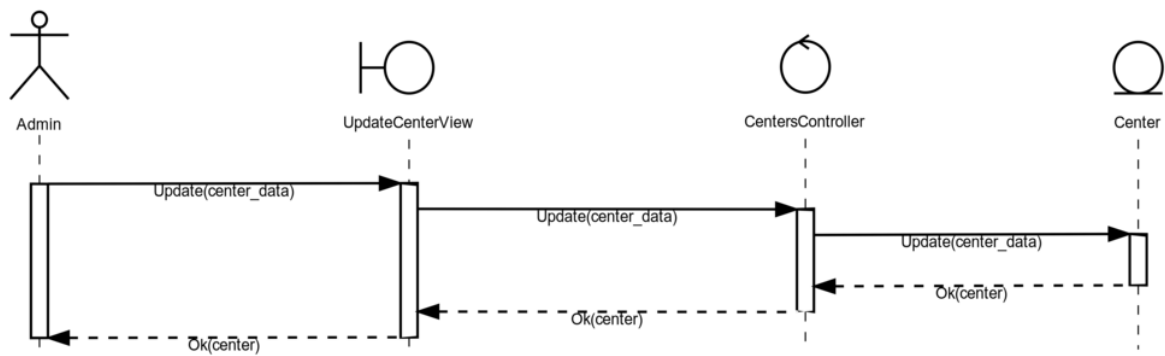 Admin
UpdateCenterView
CentersController
Center
Update(center_data)
Update(center_data)
Update(center_data)
Ok(center)
Ok(center)
Ok(center)